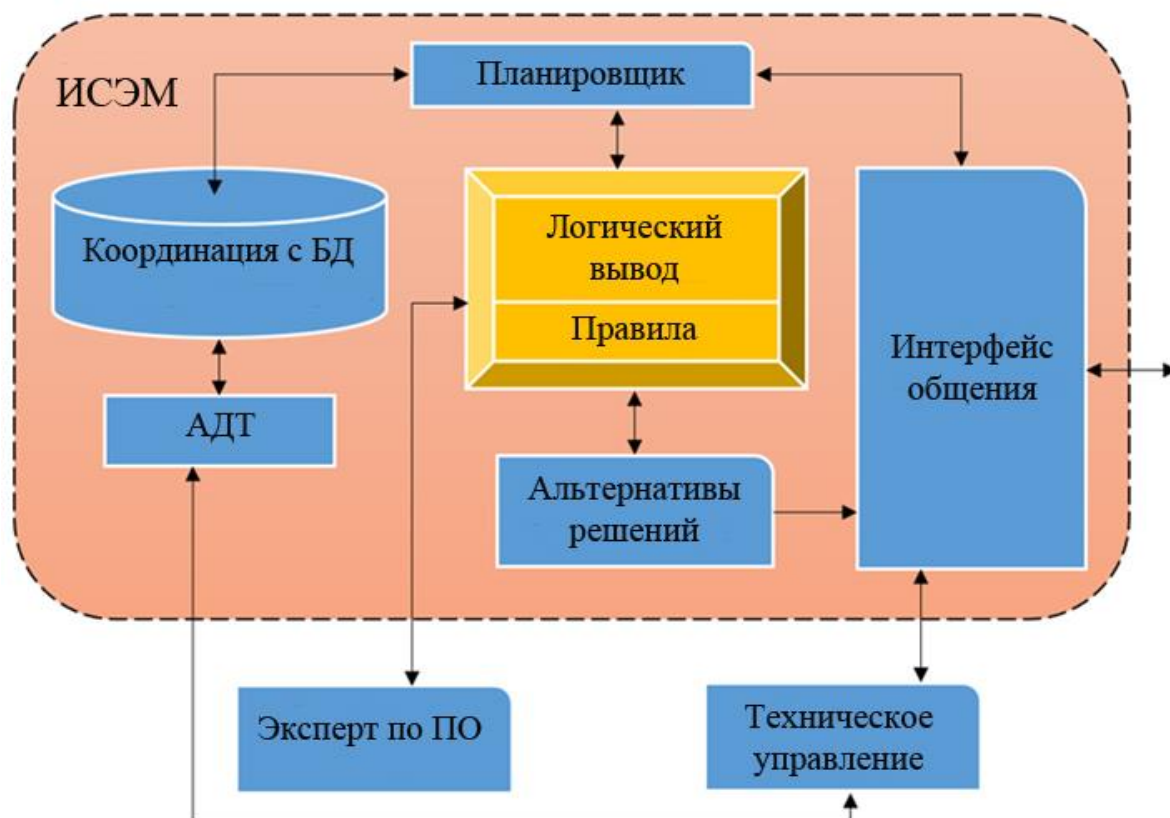 Планировщик
ИСЭМ
Координация с БД
Логический
вывод
Правила
Интерфейс
общения
АДТ
Альтернативы
решений
Эксперт по ПО
Техническое
управление